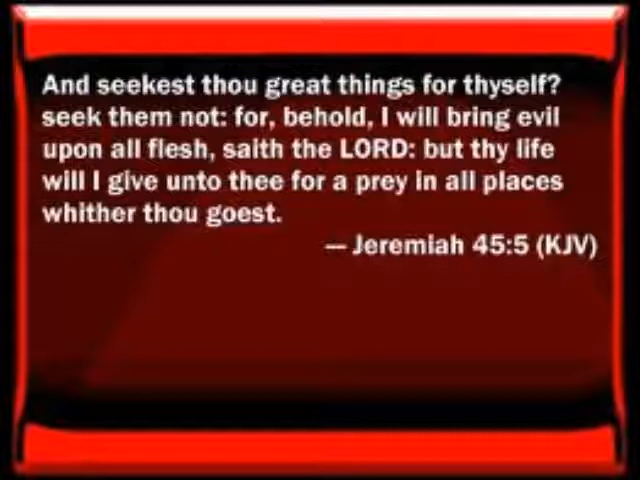 And seekest thou great things for thyself?
seek them not: for, behold, I will bring evil
upon all flesh, saith the LORD: but thy life
will I give unto thee for a prey in all places
whither thou goest.
— Jeremiah 45:5 (KJV)